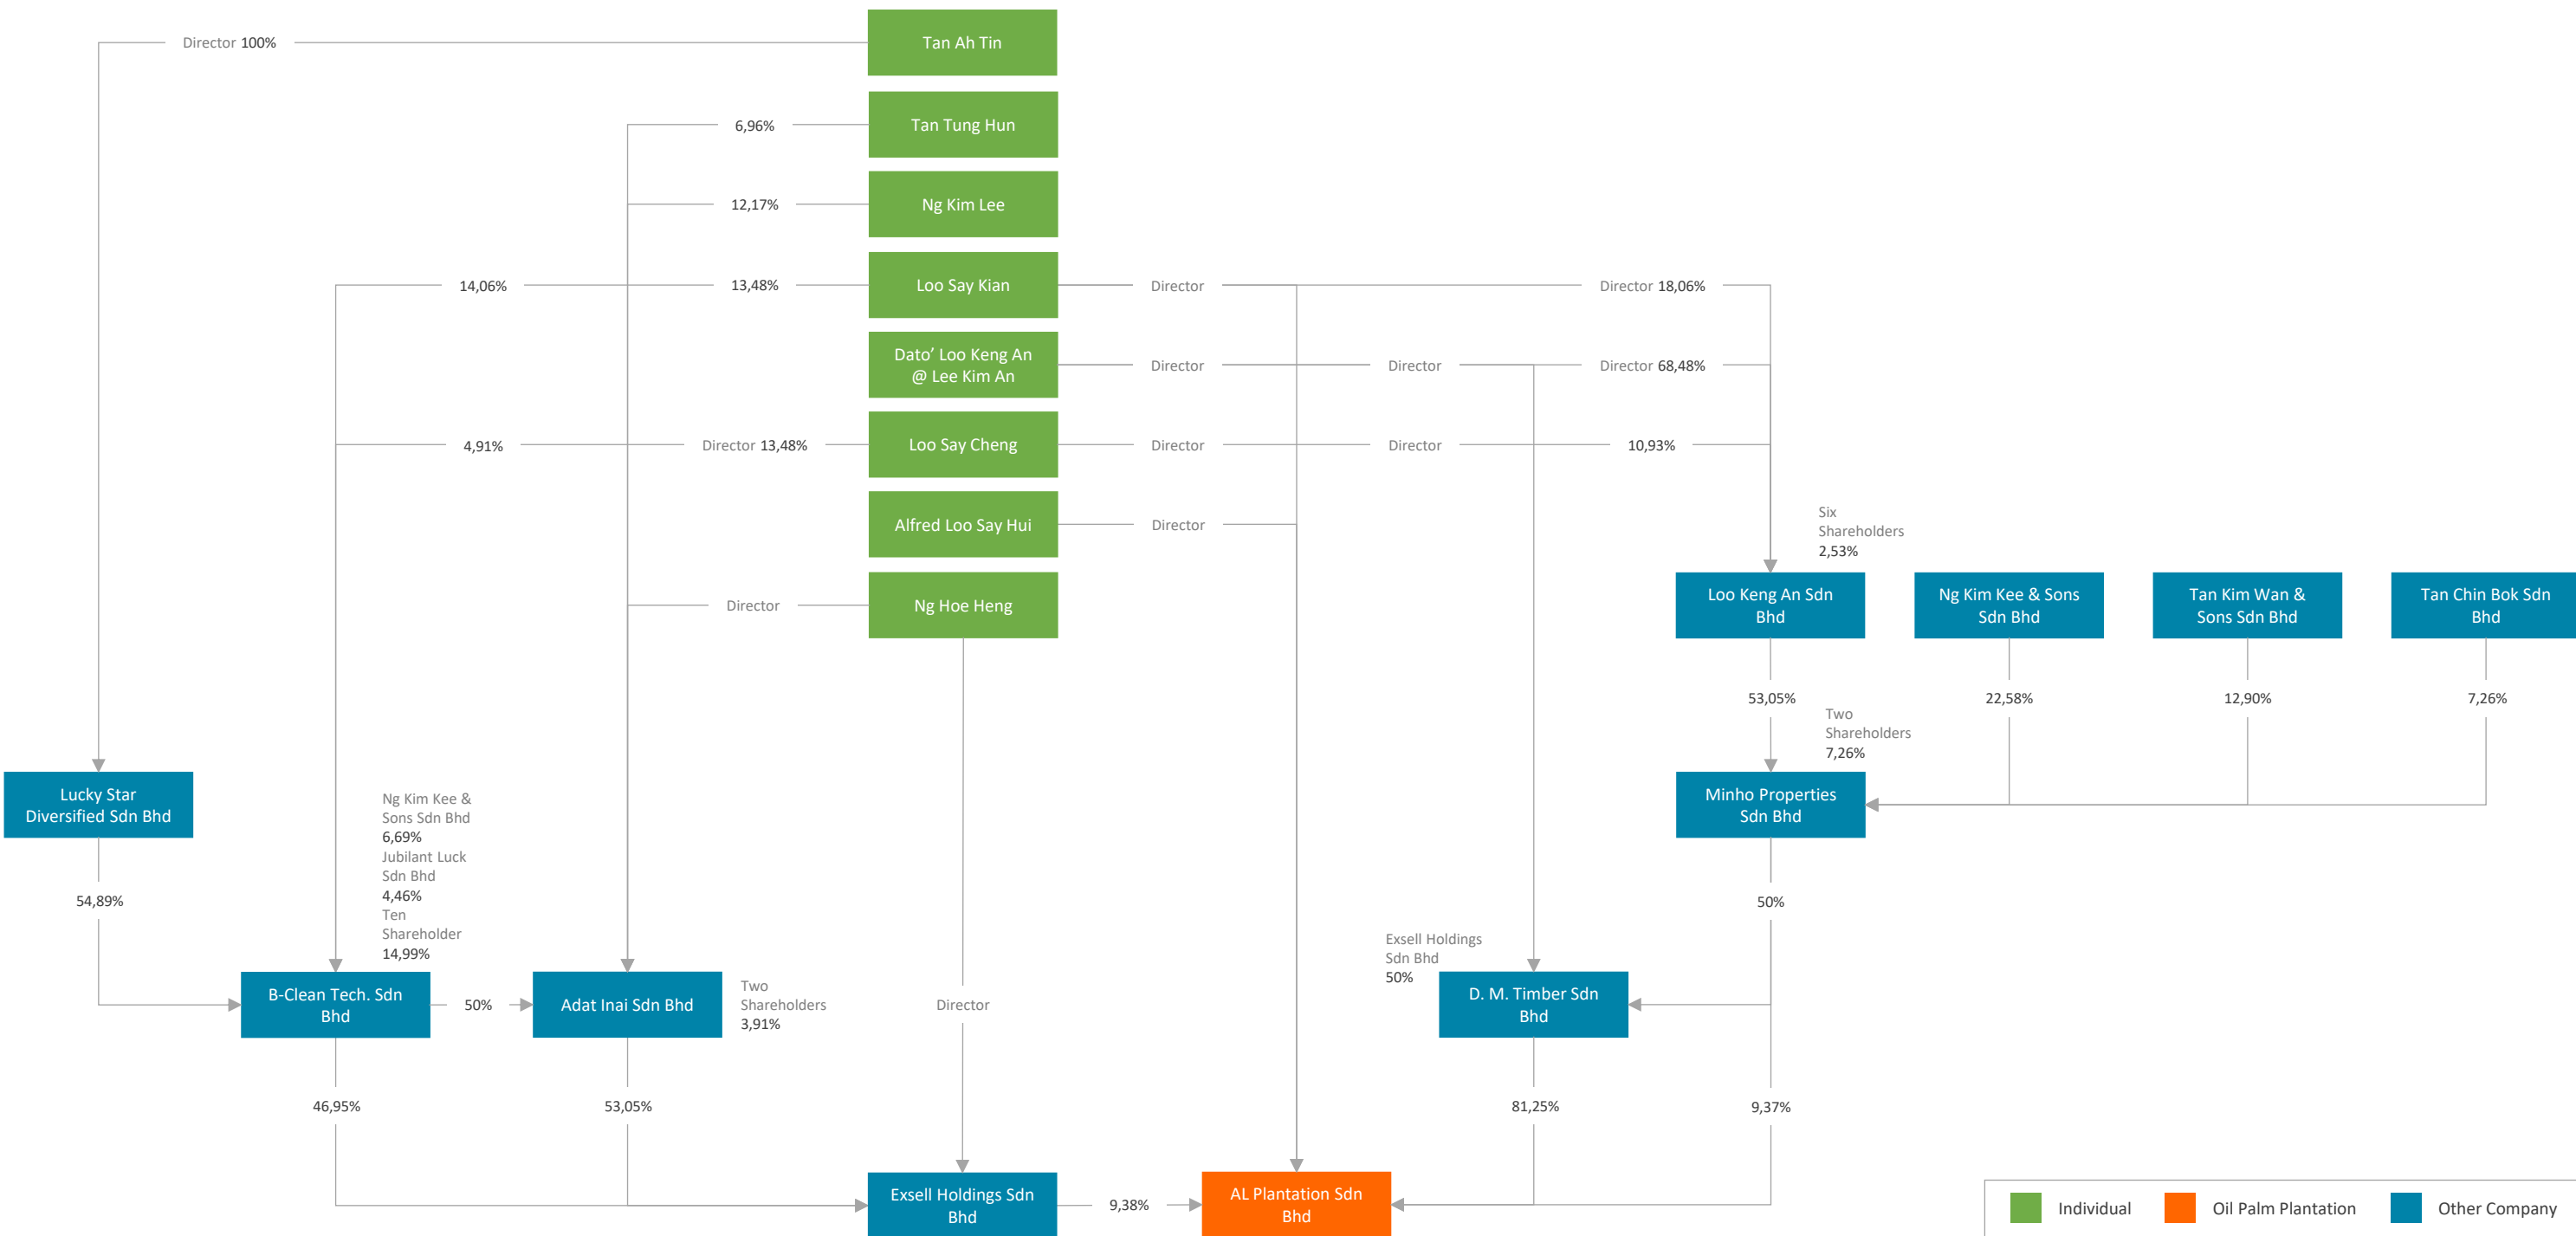 Director 100%
Tan Ah Tin
6,96%
Tan Tung Hun
12,17%
Ng Kim Lee
14,06%
13,48%
Loo Say Kian
Director
Director 18,06%
Dato’ Loo Keng An
@ Lee Kim An
Director
Director
Director 68,48%
4,91%
Director 13,48%
Loo Say Cheng
Director
Director
10,93%
Alfred Loo Say Hui
Director
Six
Shareholders
2,53%
Director
Ng Hoe Heng
Loo Keng An Sdn
Bhd
Ng Kim Kee & Sons
Sdn Bhd
Tan Kim Wan &
Sons Sdn Bhd
Tan Chin Bok Sdn
Bhd
53,05%
22,58%
12,90%
7,26%
Two
Shareholders
7,26%
Lucky Star
Diversified Sdn Bhd
Ng Kim Kee &
Sons Sdn Bhd
6,69%
Jubilant Luck
Sdn Bhd
4,46%
Ten
Shareholder
14,99%
Minho Properties
Sdn Bhd
54,89%
50%
Exsell Holdings
Sdn Bhd
50%
B-Clean Tech. Sdn
Bhd
50%
Adat Inai Sdn Bhd
Two
Shareholders
3,91%
Director
D. M. Timber Sdn
Bhd
46,95%
53,05%
81,25%
9,37%
Exsell Holdings Sdn
Bhd
9,38%
AL Plantation Sdn
Bhd
Individual
Oil Palm Plantation
Other Company